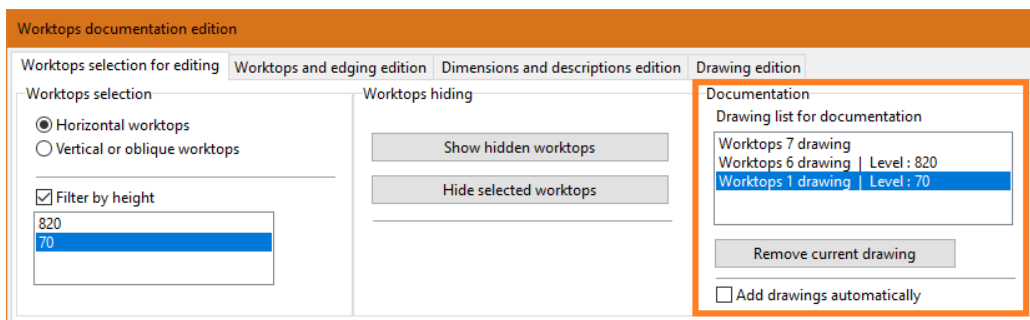 Worktops documentation edition
Worktops selection for editing
Worktops and edging edition
Dimensions and descriptions edition
Drawing edition
Worktops selection
Horizontal worktops
Vertical or oblique worktops
Filter by height
820
70
Worktops hiding
Show hidden worktops
Hide selected worktops
Documentation
Drawing list for documentation
Worktops 7 drawing
Worktops 6 drawing | Level : 820
Worktops 1 drawing | Level : 70
Remove current drawing
Add drawings automatically